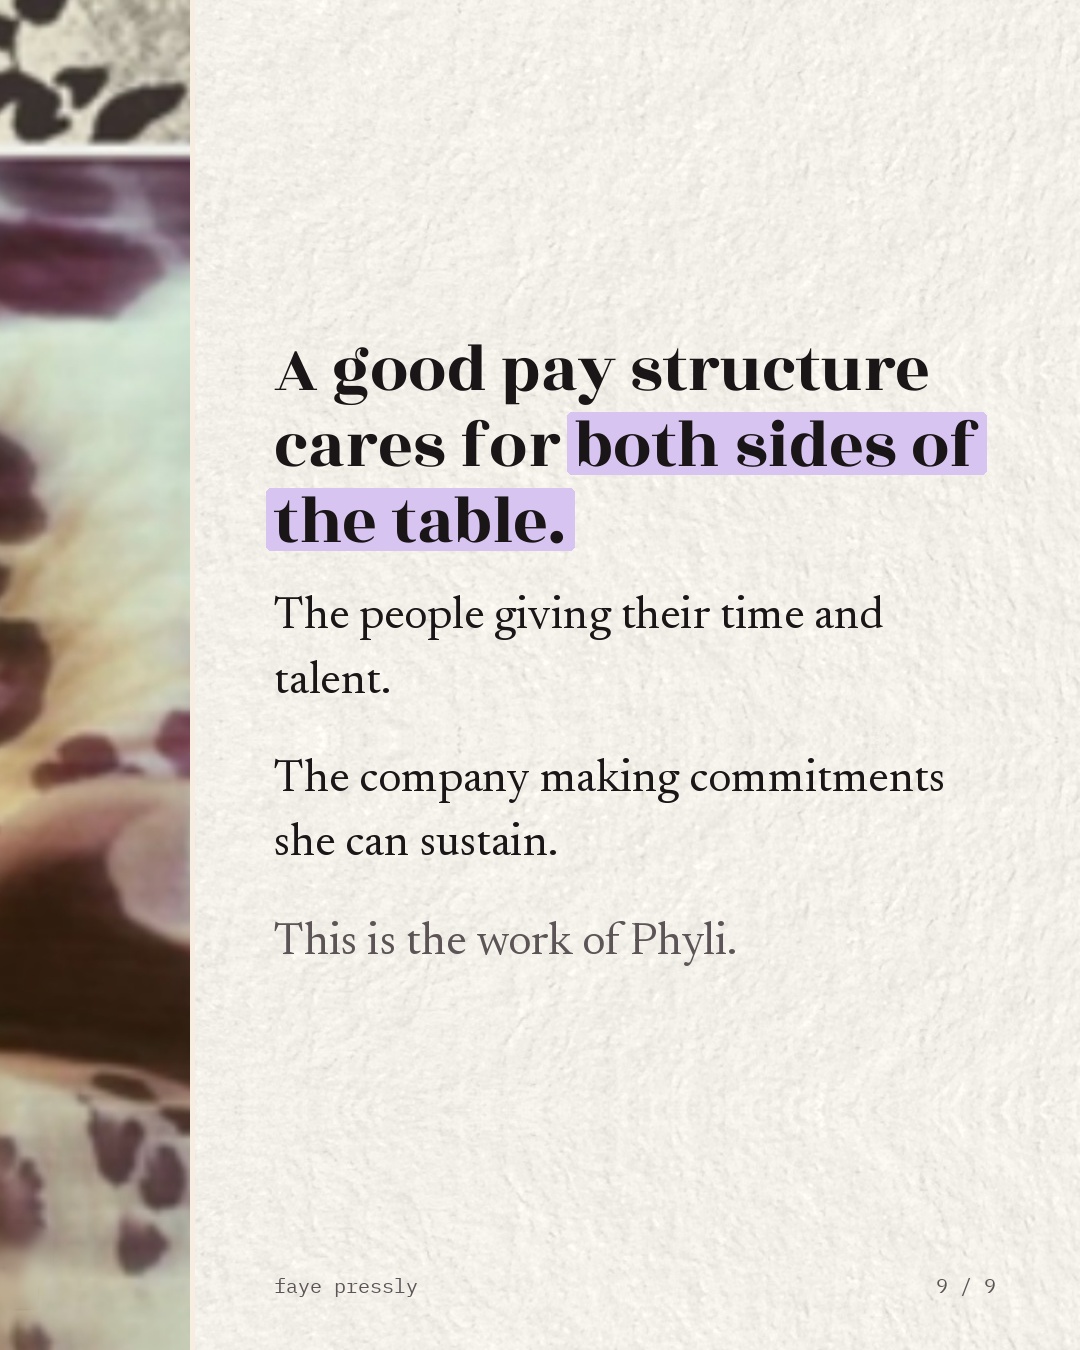 A good pay structure
cares for both sides of
the table.
The people giving their time and
talent.
The company making commitments
she can sustain.
This is the work of Phyli.
faye pressly
9 / 9